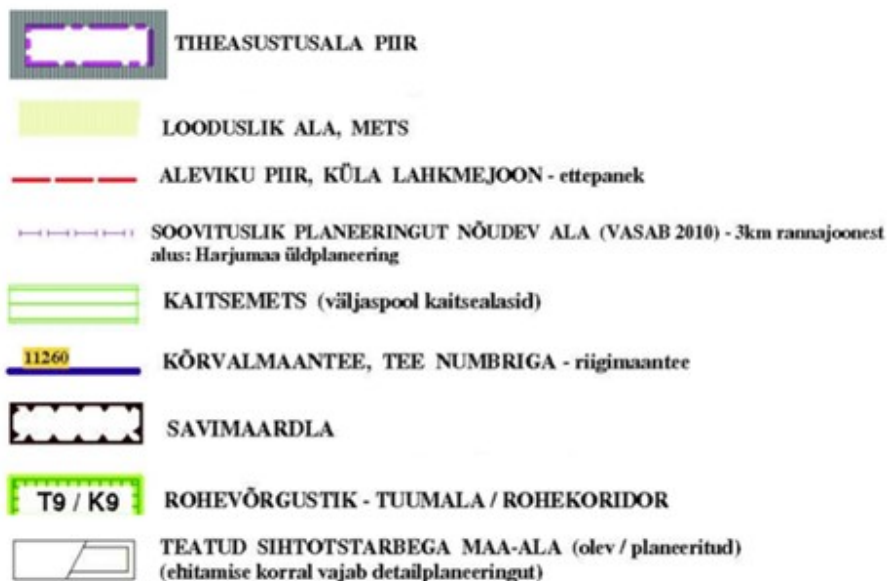 TIHEASUSTUSALA PIIR
LOODUSLIK ALA, METS
ALEVIKU PIIR, KÜLA LAHKMEJOON - ettepanek
SOOVITUSLIK PLANEERINGUT NÕUDEV ALA (VASAB 2010) - 3km rannajoonest
alus: Harjumaa üldplaneering
KAITSEMETS (väljaspool kaitsealasid)
11260
KÕRVALMAANTEE, TEE NUMBRIGA - riigimaantee
SAVIMAARDLA
T9 / K9 ROHEVÕRGUSTIK - TUUMALA / ROHEKORIDOR
TEATUD SIHTOTSTARBEGA MAA-ALA (olev / planeeritud)
(ehitamise korral vajab detailplaneeringut)